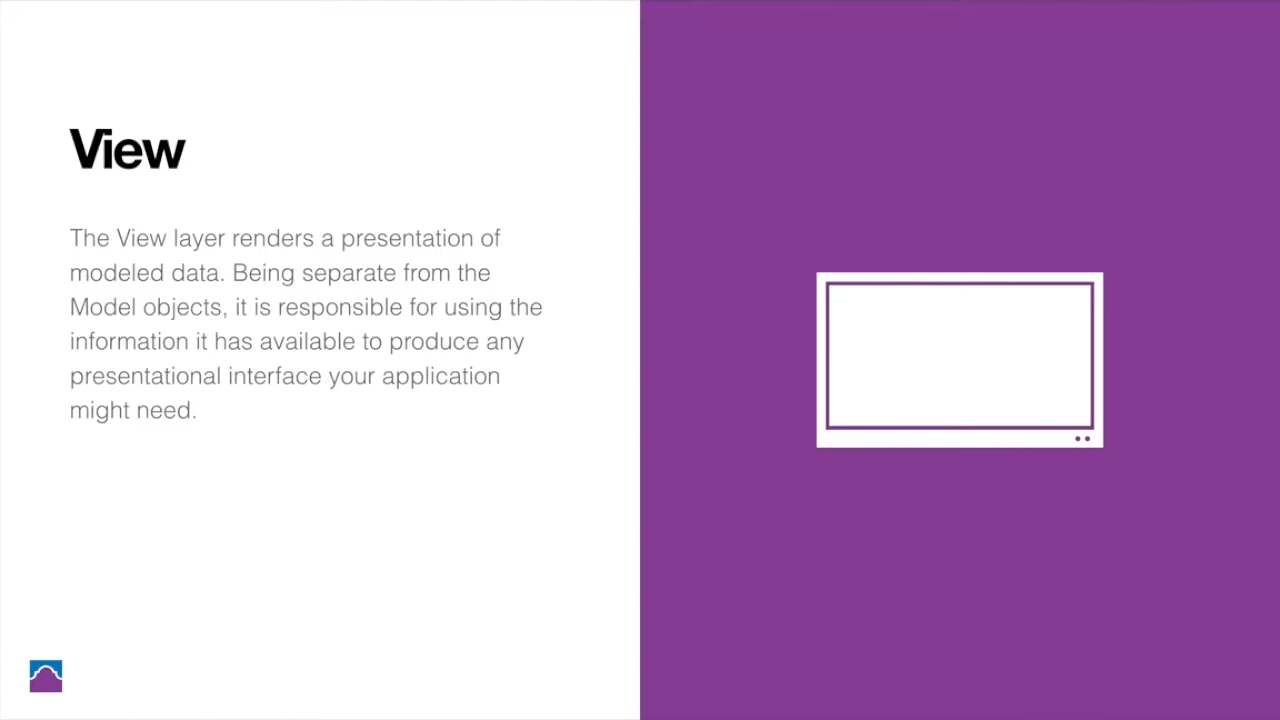 View
The View layer renders a presentation of
modeled data. Being separate from the
Model objects, it is responsible for using the
information it has available to produce any
presentational interface your application
might need.